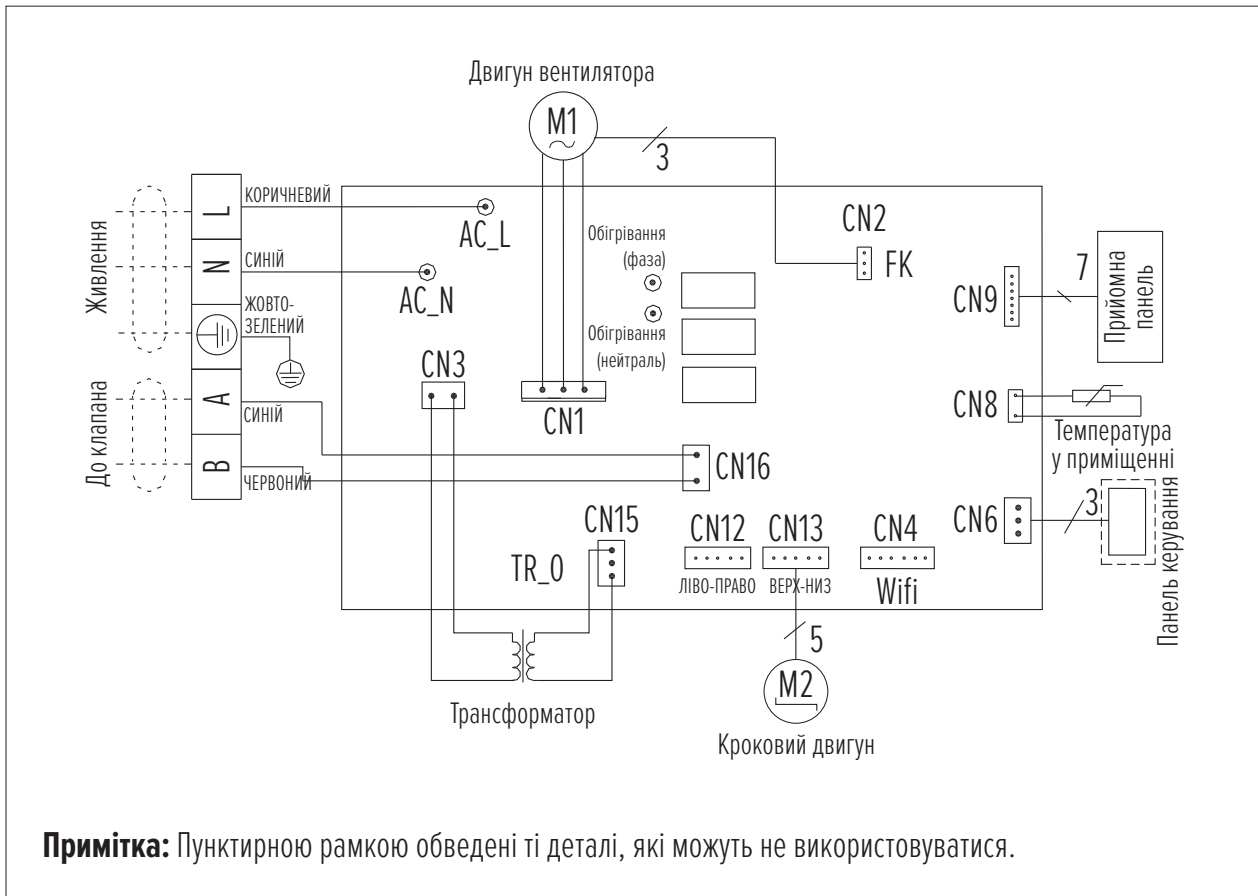 Двигун вентилятора
M1
3
КОРИЧНЕВИЙ
L
AC_L
Обігрівання
(фаза)
CN2
FK
Живлення
N
СИНІЙ
AC_N
CN9
7
Прийомна
панель
ЖОВТО-
ЗЕЛЕНИЙ
Обігрівання
(нейтраль)
CN3
CN1
До клапана
A
СИНІЙ
CN8
Температура
у приміщенні
B
ЧЕРВОНИЙ
CN16
CN15
TR_0
CN12
ЛІВО-ПРАВО
CN13
ВЕРХ-НИЗ
CN4
Wifi
CN6
3
Панель керування
5
M2
Трансформатор
Кроковий двигун
Примітка: Пунктирною рамкою обведені ті деталі, які можуть не використовуватися.